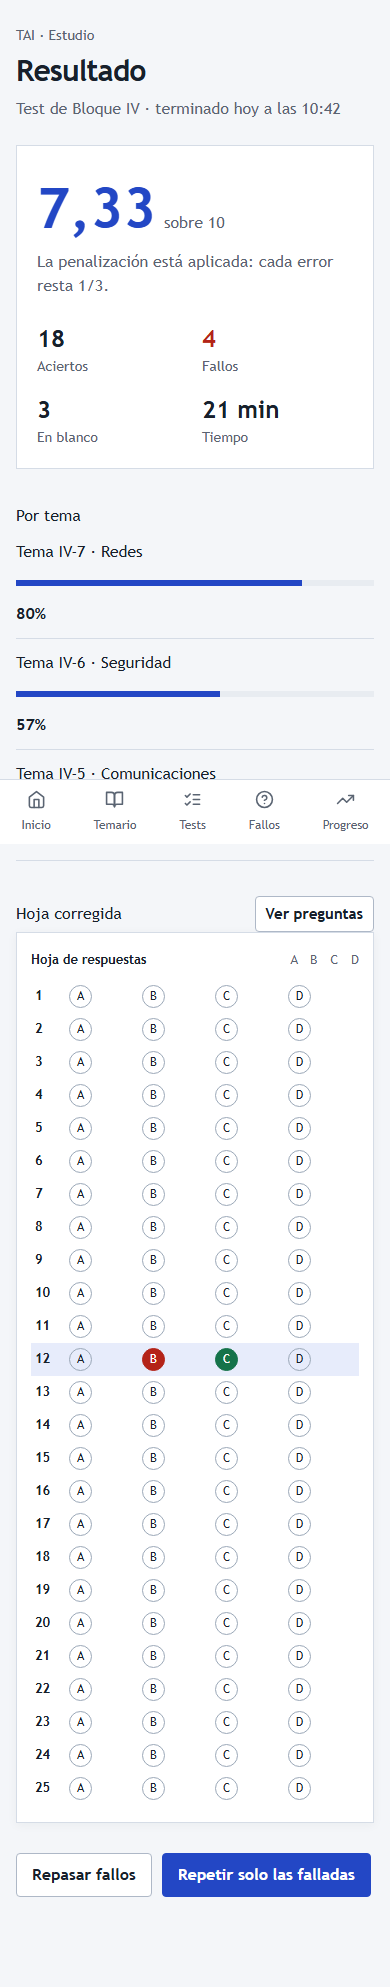 TAI · Estudio
Resultado
Test de Bloque IV · terminado hoy a las 10:42
7,33 sobre 10
La penalización está aplicada: cada error
resta 1/3.
18 4
Aciertos Fallos
3 21 min
En blanco Tiempo
Por tema
Tema IV-7 · Redes
80%
Tema IV-6 · Seguridad
57%
Tema IV-5 · Comunicaciones
Inicio Temario Tests Fallos Progreso
Hoja corregida Ver preguntas
Hoja de respuestas A B C D
1 A B C D
2 A B C D
3 A B C D
4 A B C D
5 A B C D
6 A B C D
7 A B C D
8 A B C D
9 A B C D
10 A B C D
11 A B C D
12 A B C D
13 A B C D
14 A B C D
15 A B C D
16 A B C D
17 A B C D
18 A B C D
19 A B C D
20 A B C D
21 A B C D
22 A B C D
23 A B C D
24 A B C D
25 A B C D
Repasar fallos Repetir solo las falladas